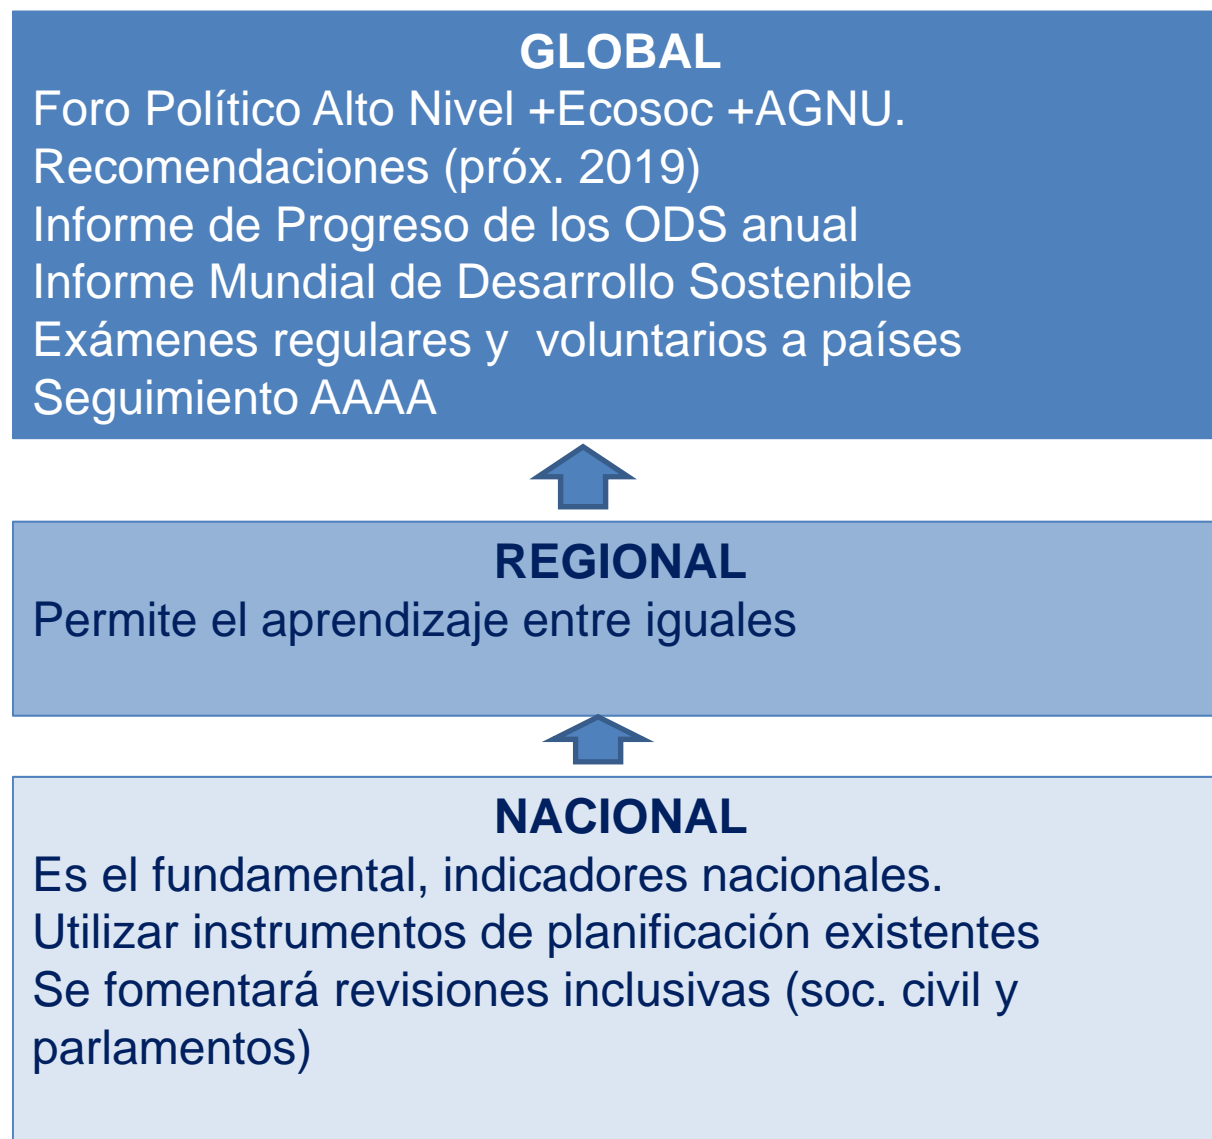 GLOBAL
Foro Político Alto Nivel +Ecosoc +AGNU.
Recomendaciones (próx. 2019)
Informe de Progreso de los ODS anual
Informe Mundial de Desarrollo Sostenible
Exámenes regulares y  voluntarios a países
Seguimiento AAAA
REGIONAL
Permite el aprendizaje entre iguales
NACIONAL
Es el fundamental, indicadores nacionales.
Utilizar instrumentos de planificación existentes
Se fomentará revisiones inclusivas (soc. civil y
parlamentos)